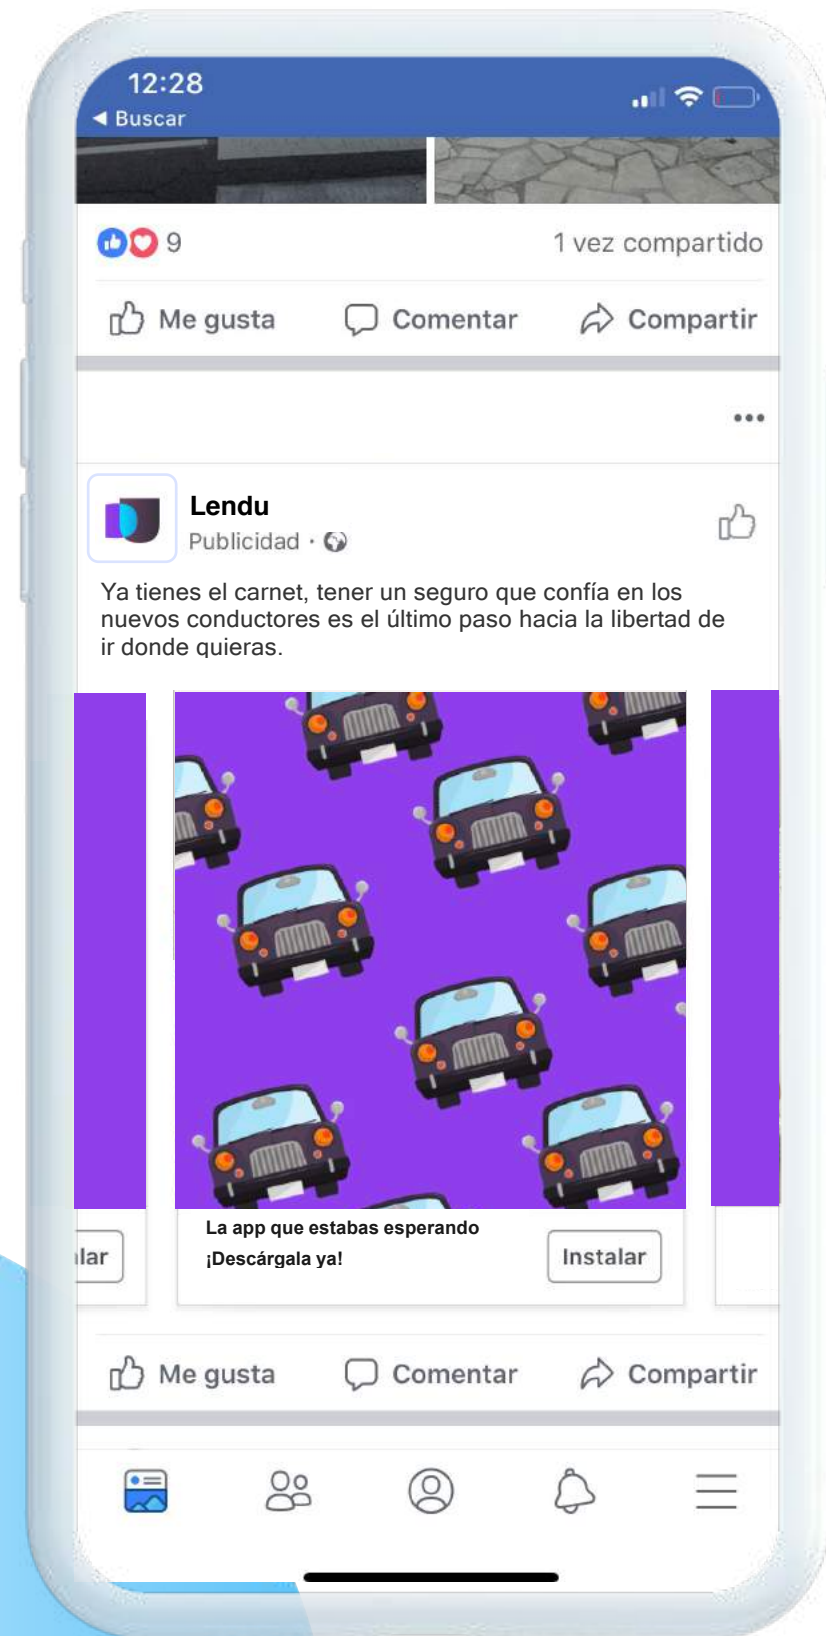 12:28
◀ Buscar
9
1 vez compartido
Me gusta
Comentar
Compartir
Lendu
Publicidad ·
Ya tienes el carnet, tener un seguro que confía en los
nuevos conductores es el último paso hacia la libertad de
ir donde quieras.
La app que estabas esperando
¡Descárgala ya!
Instalar
lar
Me gusta
Comentar
Compartir